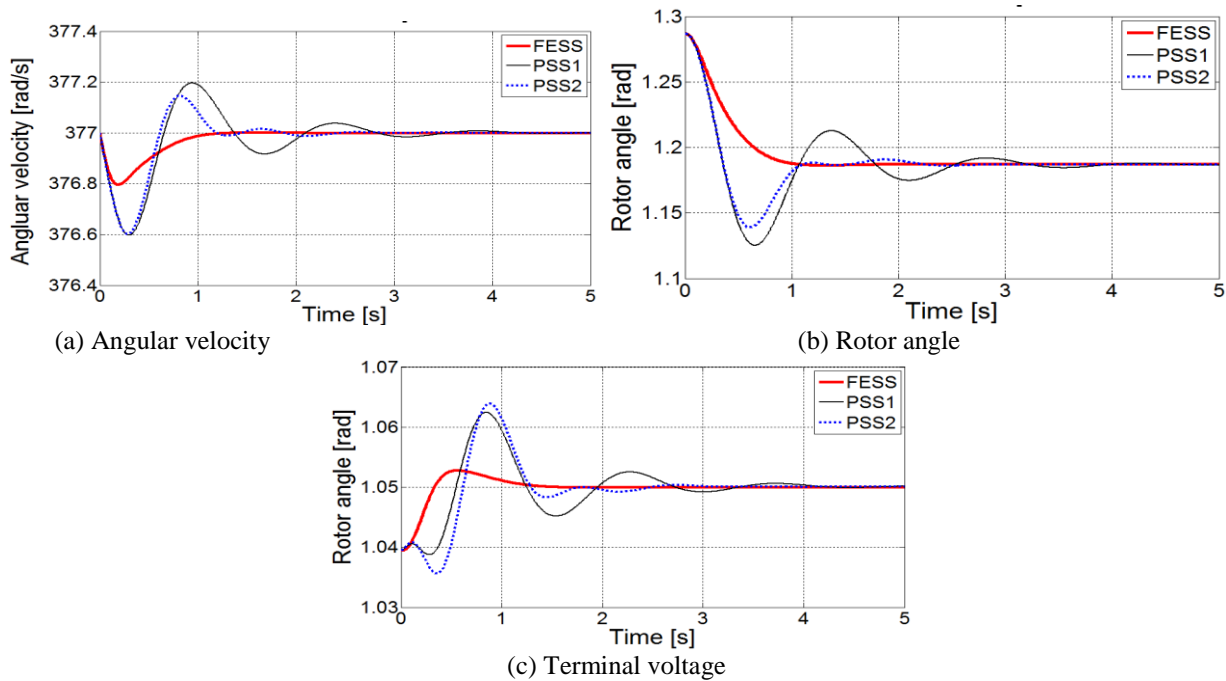 377.4
377.2
377
376.8
376.6
376.4
Angluar velocity [rad/s]
FESS
PSS1
PSS2
0 1 2 3 4 5
Time [s]
(a) Angular velocity
1.3
1.25
1.2
1.15
1.1
Rotor angle [rad]
FESS
PSS1
PSS2
0 1 2 3 4 5
Time [s]
(b) Rotor angle
1.07
1.06
1.05
1.04
1.03
Rotor angle [rad]
FESS
PSS1
PSS2
0 1 2 3 4 5
Time [s]
(c) Terminal voltage